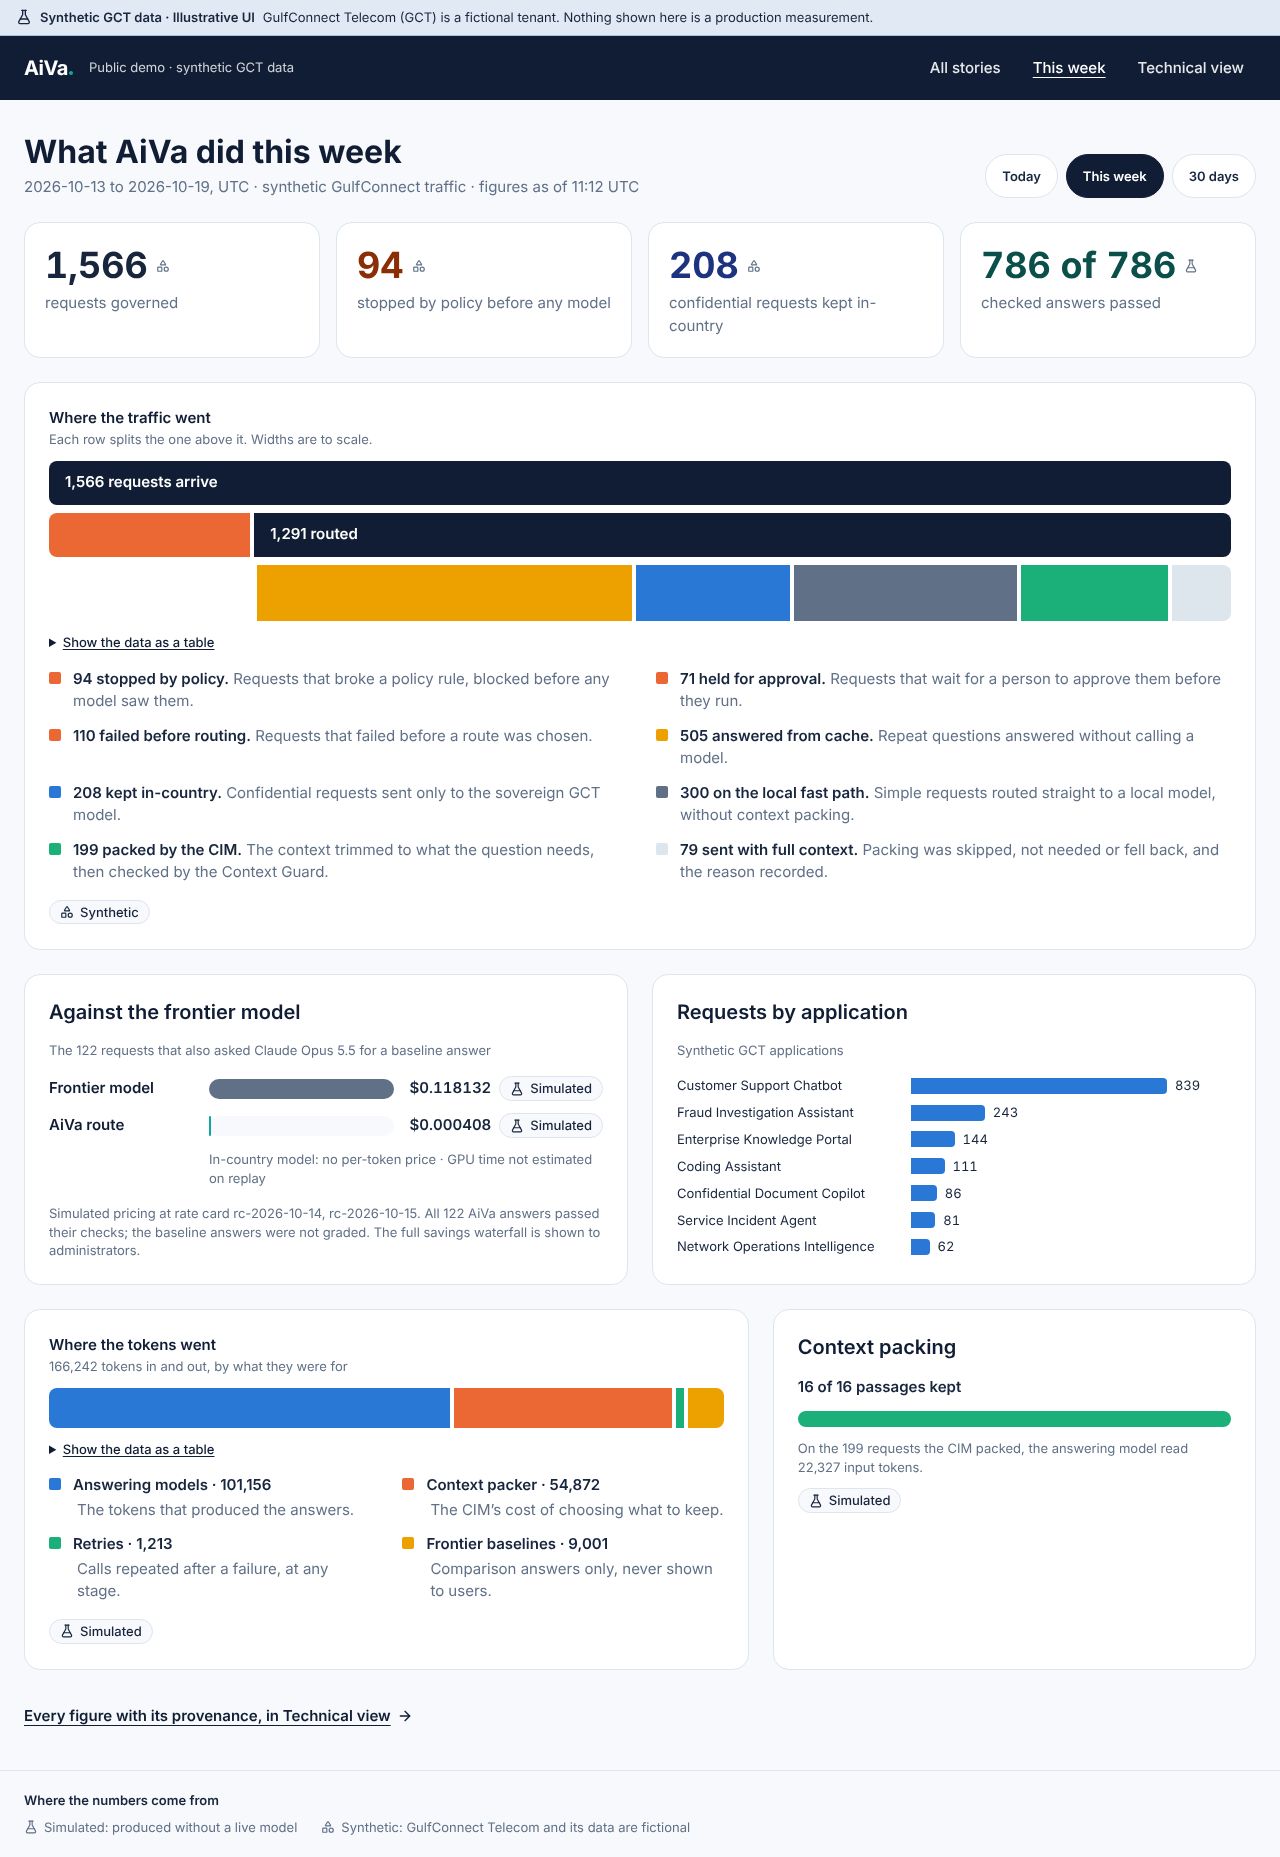 Synthetic GCT data · Illustrative UI GulfConnect Telecom (GCT) is a fictional tenant. Nothing shown here is a production measurement.
AiVa. Public demo · synthetic GCT data
All stories This week Technical view
What AiVa did this week
2026-10-13 to 2026-10-19, UTC · synthetic GulfConnect traffic · figures as of 11:12 UTC
Today This week 30 days
1,566
requests governed
94
stopped by policy before any model
208
confidential requests kept in-
country
786 of 786
checked answers passed
Where the traffic went
Each row splits the one above it. Widths are to scale.
1,566 requests arrive
1,291 routed
Show the data as a table
94 stopped by policy. Requests that broke a policy rule, blocked before any
model saw them.
71 held for approval. Requests that wait for a person to approve them before
they run.
110 failed before routing. Requests that failed before a route was chosen.
505 answered from cache. Repeat questions answered without calling a
model.
208 kept in-country. Confidential requests sent only to the sovereign GCT
model.
300 on the local fast path. Simple requests routed straight to a local model,
without context packing.
199 packed by the CIM. The context trimmed to what the question needs,
then checked by the Context Guard.
79 sent with full context. Packing was skipped, not needed or fell back, and
the reason recorded.
Synthetic
Against the frontier model
The 122 requests that also asked Claude Opus 5.5 for a baseline answer
Frontier model $0.118132 Simulated
AiVa route $0.000408 Simulated
In-country model: no per-token price · GPU time not estimated
on replay
Simulated pricing at rate card rc-2026-10-14, rc-2026-10-15. All 122 AiVa answers passed
their checks; the baseline answers were not graded. The full savings waterfall is shown to
administrators.
Requests by application
Synthetic GCT applications
Customer Support Chatbot 839
Fraud Investigation Assistant 243
Enterprise Knowledge Portal 144
Coding Assistant 111
Confidential Document Copilot 86
Service Incident Agent 81
Network Operations Intelligence 62
Where the tokens went
166,242 tokens in and out, by what they were for
Show the data as a table
Answering models · 101,156
The tokens that produced the answers.
Context packer · 54,872
The CIM's cost of choosing what to keep.
Retries · 1,213
Calls repeated after a failure, at any
stage.
Frontier baselines · 9,001
Comparison answers only, never shown
to users.
Simulated
Context packing
16 of 16 passages kept
On the 199 requests the CIM packed, the answering model read
22,327 input tokens.
Simulated
Every figure with its provenance, in Technical view →
Where the numbers come from
Simulated: produced without a live model Synthetic: GulfConnect Telecom and its data are fictional